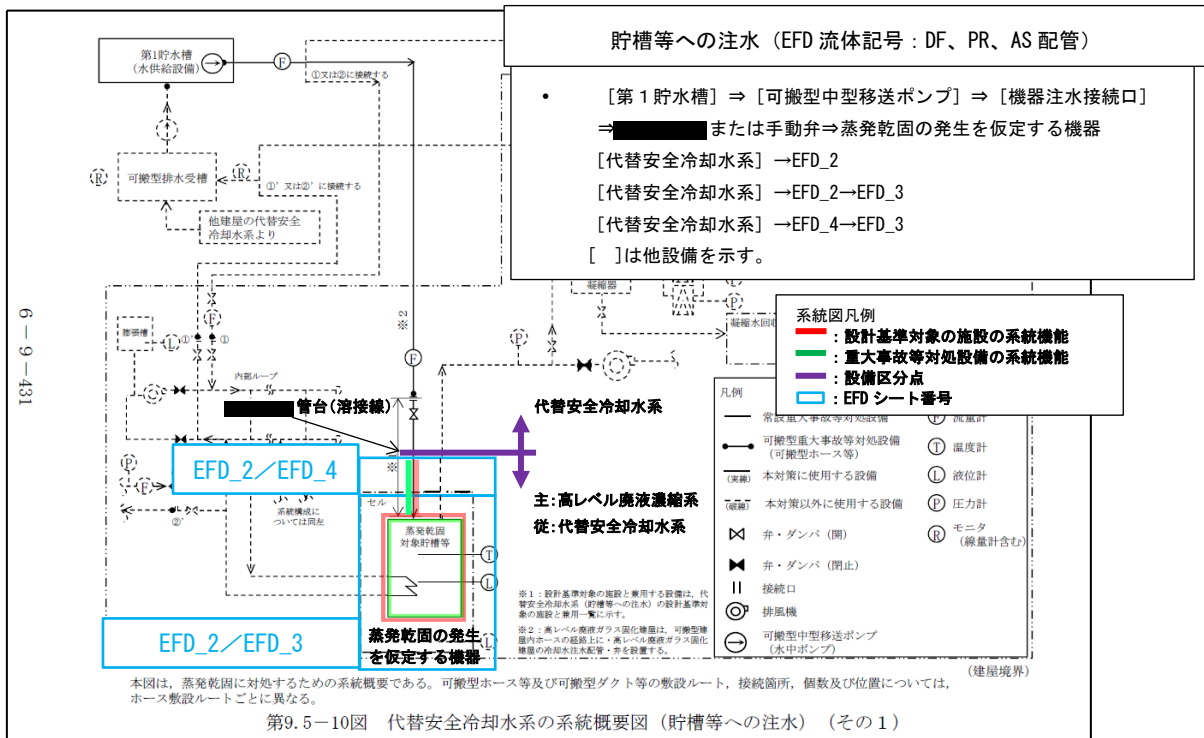 貯槽等への注水（EFD 流体記号：DF、PR、AS 配管）
• [第１貯水槽] ⇒ [可搬型中型移送ポンプ] ⇒ [機器注水接続口]
⇒ または手動弁⇒蒸発乾固の発生を仮定する機器
[代替安全冷却水系] →EFD_2
[代替安全冷却水系] →EFD_2→EFD_3
[代替安全冷却水系] →EFD_4→EFD_3
[ ]は他設備を示す。
第1貯水槽
(水供給設備)
F
①又は②に接続する
R
可搬型排水受槽
R
①’又は②’に接続する
他建屋の代替安全
冷却水系より
6－9－431
※2
F
膨張槽
L
①’
F
①
内部ループ
P
凝縮器
P
凝縮水回収
系統図凡例
：設計基準対象の施設の系統機能
：重大事故等対処設備の系統機能
：設備区分点
：EFD シート番号
管台(溶接線)
代替安全冷却水系
EFD_2／EFD_4
P
F
②’
系統構成に
ついては同左
セル
主：高レベル廃液濃縮系
従：代替安全冷却水系
蒸発乾固
対象貯槽等
T
L
EFD_2／EFD_3
蒸発乾固の発生
を仮定する機器
L
※1：設計基準対象の施設と兼用する設備は，代
替安全冷却水系（貯槽等への注水）の設計基準対
象の施設と兼用一覧に示す。
※2：高レベル廃液ガラス固化建屋は，可搬型建
屋内ホースの経路上に・高レベル廃液ガラス固化
建屋の冷却水注水配管・弁を設置する。
凡例
常設重大事故等対処設備
可搬型重大事故等対処設備
(可搬型ホース等)
(実線)
本対策に使用する設備
(破線)
本対策以外に使用する設備
弁・ダンパ（開）
弁・ダンパ（閉止）
接続口
排風機
可搬型中型移送ポンプ
(水中ポンプ)
F 流量計
T 温度計
L 液位計
P 圧力計
R モニタ
(線量計含む)
(建屋境界)
本図は，蒸発乾固に対処するための系統概要である。可搬型ホース等及び可搬型ダクト等の敷設ルート，接続箇所，個数及び位置については，
ホース敷設ルートごとに異なる。
第9.5－10図 代替安全冷却水系の系統概要図（貯槽等への注水）（その１）